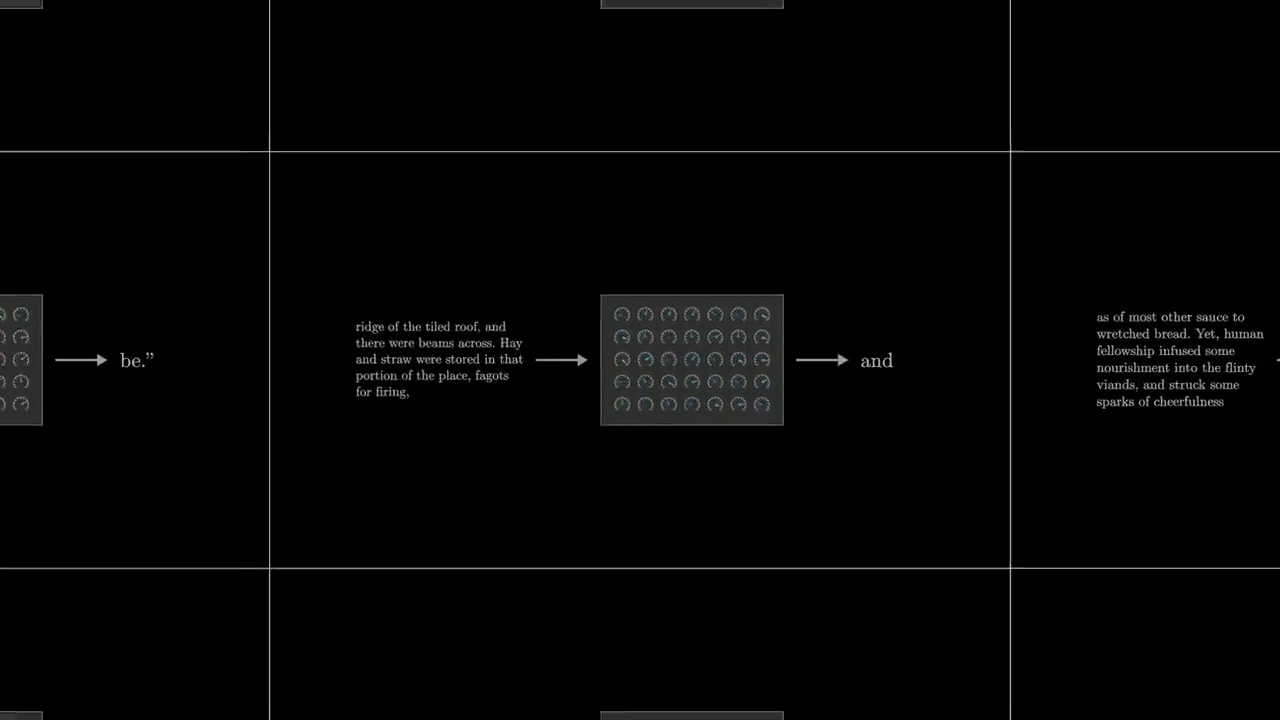 be.”
ridge of the tiled roof, and
there were beams across. Hay
and straw were stored in that
portion of the place, fagots
for firing,
and
as of most other sauce to
wretched bread. Yet, human
fellowship infused some
nourishment into the flinty
viands, and struck some
sparks of cheerfulness